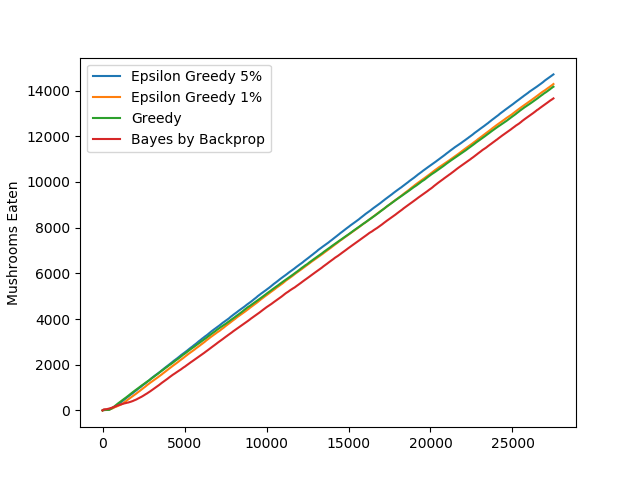 Epsilon Greedy 5%
Epsilon Greedy 1%
Greedy
Bayes by Backprop
Mushrooms Eaten
14000
12000
10000
8000
6000
4000
2000
0
0 5000 10000 15000 20000 25000